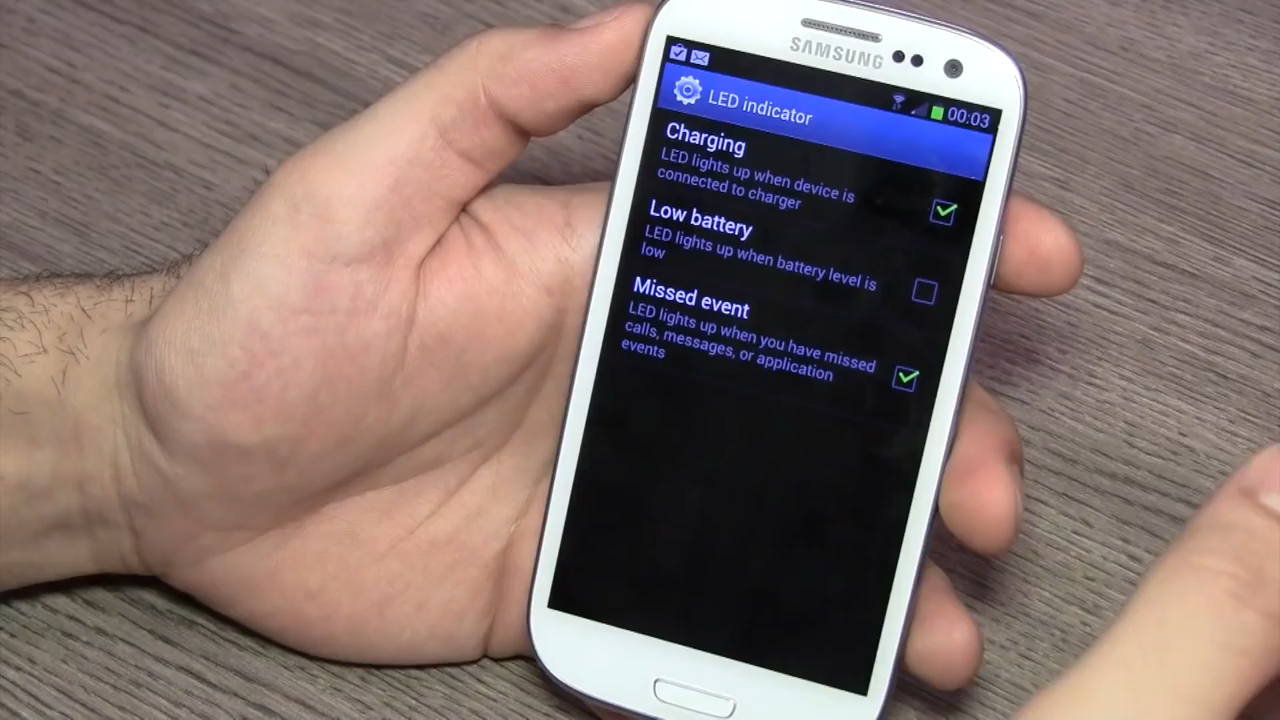 SAMSUNG
00:03
LED indicator
Charging
LED lights up when device is
connected to charger
Low battery
LED lights up when battery level is
low
Missed event
LED lights up when you have missed
calls, messages, or application
events